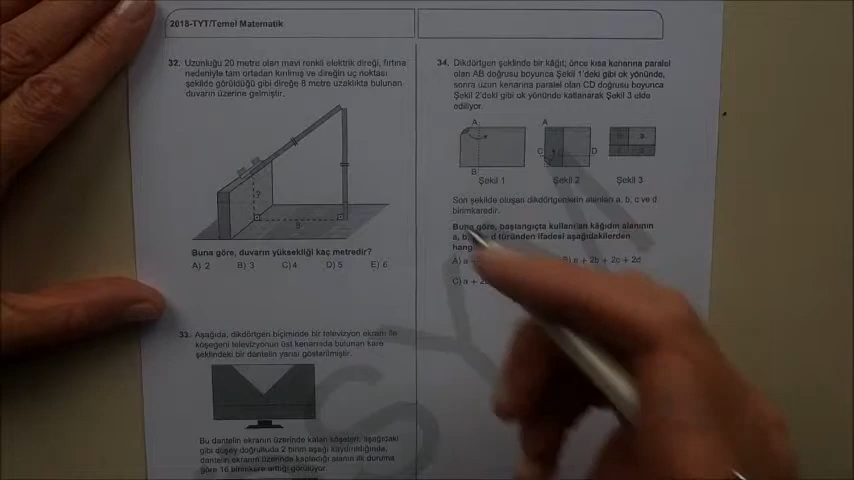 2018-TYT/Temel Matematik
32. Uzunluğu 20 metre olan mavi renkli elektrik direği, fırtına
nedeniyle tam ortadan kırılmış ve direğin uç noktası
şekilde görüldüğü gibi direğe 8 metre uzaklıkta bulunan
duvarın üzerine gelmiştir.
?
8
Buna göre, duvarın yüksekliği kaç metredir?
A) 2 B) 3 C) 4 D) 5 E) 6
33. Aşağıda, dikdörtgen biçiminde bir televizyon ekranı ile
köşegeni televizyonun üst kenarında bulunan kare
şeklindeki bir dantelin yarısı gösterilmiştir.
Bu dantelin ekranın üzerinde kalan köşeleri, aşağıdaki
gibi düşey doğrultuda 2 birim aşağı kaydırıldığında,
dantelin ekran üzerinde kapladığı alanın ilk duruma
göre 16 birimkare arttığı görülüyor.
34. Dikdörtgen şeklinde bir kâğıt; önce kısa kenarına paralel
olan AB doğrusu boyunca Şekil 1'deki gibi ok yönünde,
sonra uzun kenarına paralel olan CD doğrusu boyunca
Şekil 2'deki gibi ok yönünde katlanarak Şekil 3 elde
ediliyor.
A A
C D
B
Şekil 1 Şekil 2 Şekil 3
Son şekilde oluşan dikdörtgenlerin alanları a, b, c ve d
birimkaredir.
Buna göre, başlangıçta kullanılan kâğıdın alanının
a, b, d türünden ifadesi aşağıdakilerden
A) a B) a + 2b + 2c + 2d
C) a +